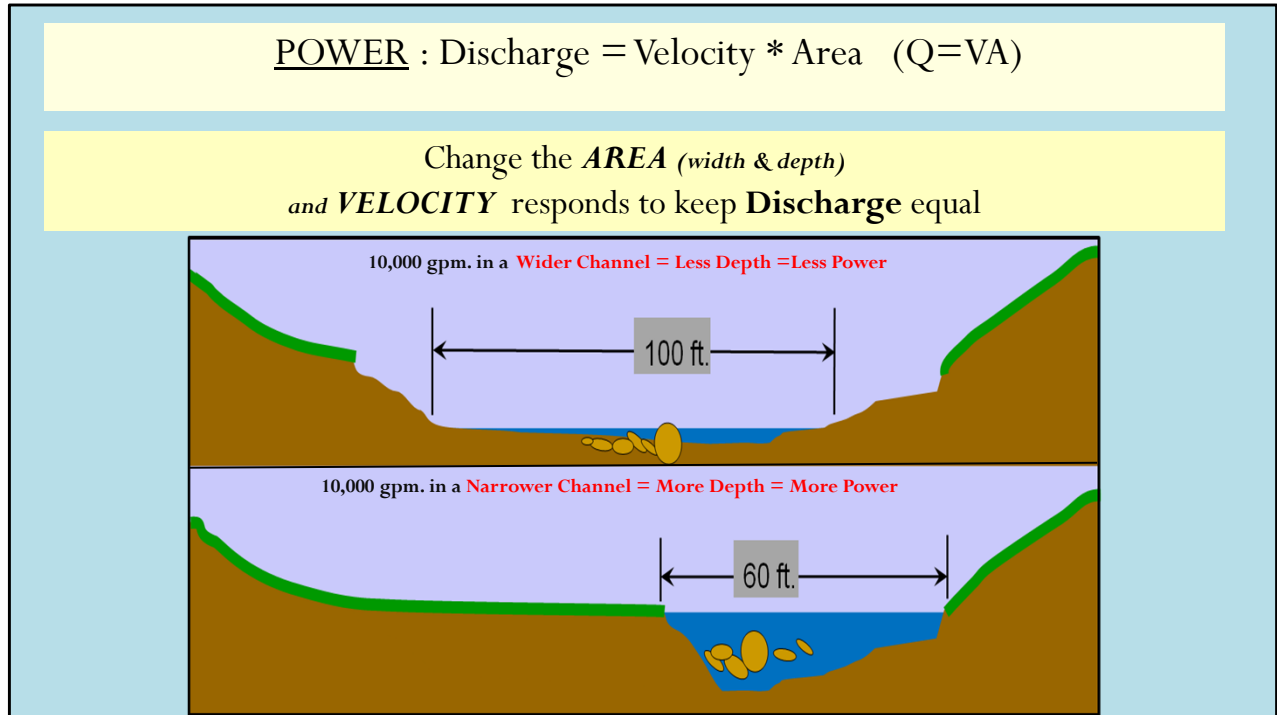 POWER : Discharge = Velocity * Area (Q=VA)
Change the AREA (width & depth)
and VELOCITY responds to keep Discharge equal
10,000 gpm. in a Wider Channel = Less Depth =Less Power
100 ft.
10,000 gpm. in a Narrower Channel = More Depth = More Power
60 ft.